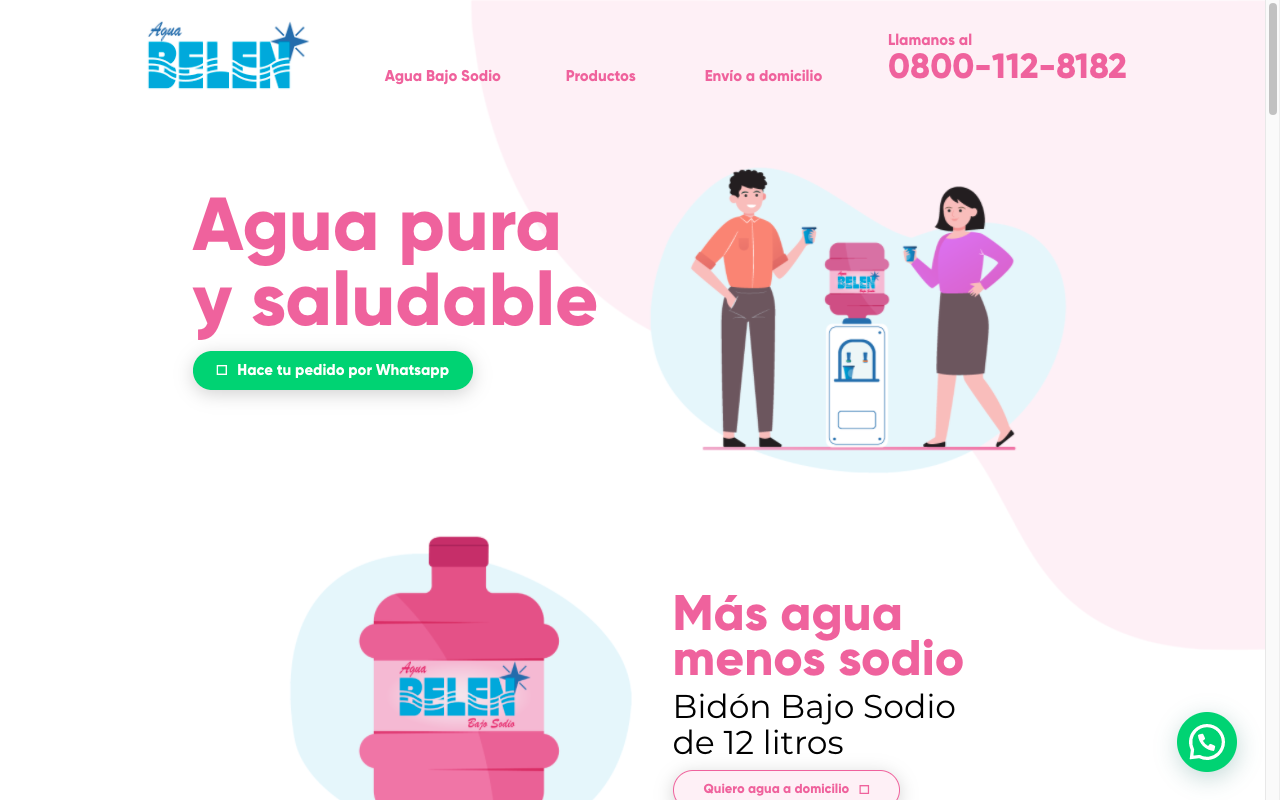 Agua
BELEN
Agua Bajo Sodio
Productos
Envío a domicilio
Llamanos al
0800-112-8182
Agua pura
y saludable
Hace tu pedido por Whatsapp
Agua
BELEN
Bajo Sodio
Agua
BELEN
Bajo Sodio
Más agua
menos sodio
Bidón Bajo Sodio
de 12 litros
Quiero agua a domicilio